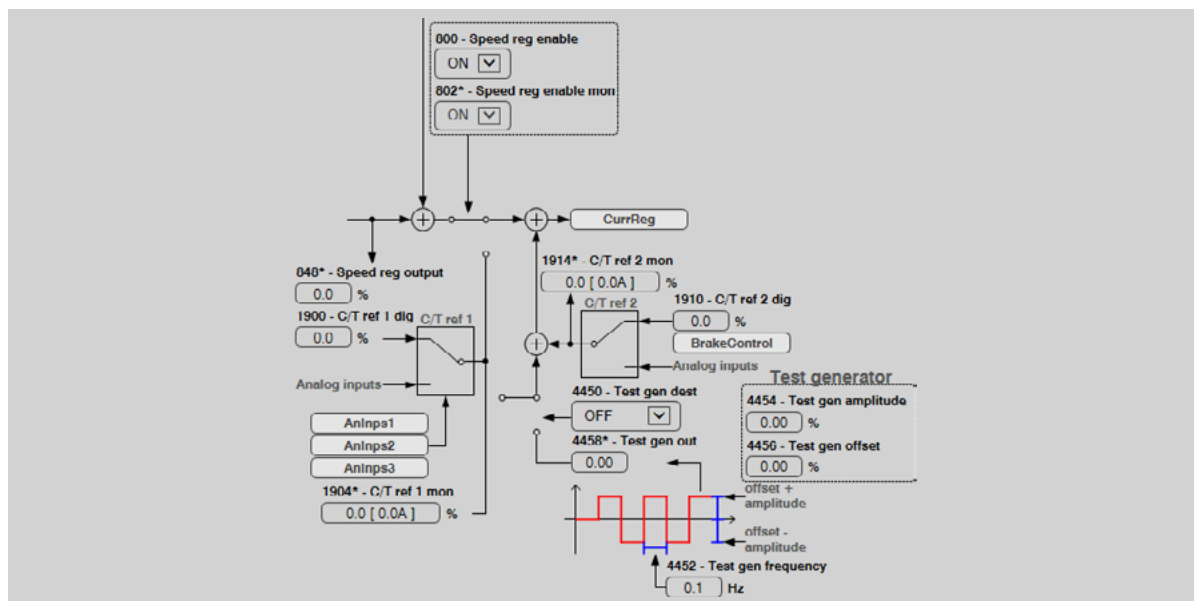 800 - Speed reg enable
ON
802* - Speed reg enable mon
ON
CurrReg
848* - Speed reg output
0.0 %
1914* - C/T ref 2 mon
0.0 [ 0.0A ] %
1900 - C/T ref 1 dig
0.0 %
C/T ref 1
C/T ref 2
1910 - C/T ref 2 dig
0.0 %
BrakeControl
Analog inputs
Analog inputs
AnInps1
AnInps2
AnInps3
1904* - C/T ref 1 mon
0.0 [ 0.0A ] %
4450 - Test gen dest
OFF
4458* - Test gen out
0.00
Test generator
4454 - Test gen amplitude
0.00 %
4456 - Test gen offset
0.00 %
offset +
amplitude
offset -
amplitude
4452 - Test gen frequency
0.1 Hz